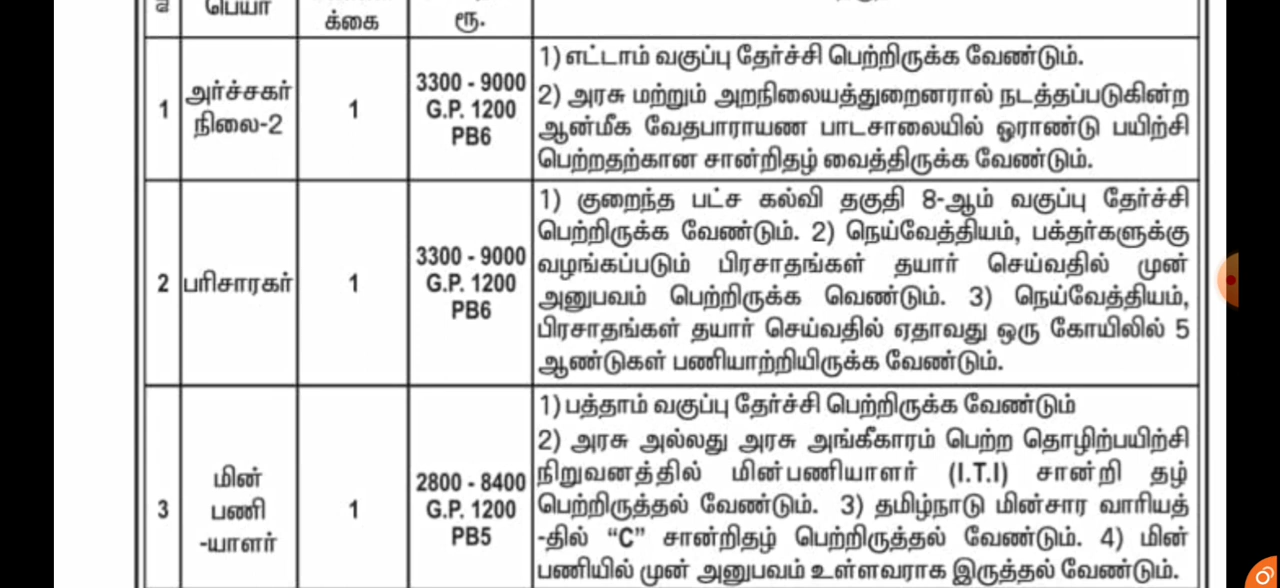 க்கை
ரூ.
1
அர்ச்சகர்
நிலை-2
1
3300 - 9000
G.P. 1200
PB6
1) எட்டாம் வகுப்பு தேர்ச்சி பெற்றிருக்க வேண்டும்.
2) அரசு மற்றும் அறநிலையத்துறைனரால் நடத்தப்படுகின்ற
ஆன்மீக வேதபாராயண பாடசாலையில் ஓராண்டு பயிற்சி
பெற்றதற்கான சான்றிதழ் வைத்திருக்க வேண்டும்.
2
பரிசாரகர்
1
3300 - 9000
G.P. 1200
PB6
1) குறைந்த பட்ச கல்வி தகுதி 8-ஆம் வகுப்பு தேர்ச்சி
பெற்றிருக்க வேண்டும். 2) நெய்வேத்தியம், பக்தர்களுக்கு
வழங்கப்படும் பிரசாதங்கள் தயார் செய்வதில் முன்
அனுபவம் பெற்றிருக்க வெண்டும். 3) நெய்வேத்தியம்,
பிரசாதங்கள் தயார் செய்வதில் ஏதாவது ஒரு கோயிலில் 5
ஆண்டுகள் பணியாற்றியிருக்க வேண்டும்.
3
மின்
பணி
-யாளர்
1
2800 - 8400
G.P. 1200
PB5
1) பத்தாம் வகுப்பு தேர்ச்சி பெற்றிருக்க வேண்டும்
2) அரசு அல்லது அரசு அங்கீகாரம் பெற்ற தொழிற்பயிற்சி
நிறுவனத்தில் மின்பணியாளர் (I.T.I) சான்றி தழ்
பெற்றிருத்தல் வேண்டும். 3) தமிழ்நாடு மின்சார வாரியத்
-தில் “C” சான்றிதழ் பெற்றிருத்தல் வேண்டும். 4) மின்
பணியில் முன் அனுபவம் உள்ளவராக இருத்தல் வேண்டும்.